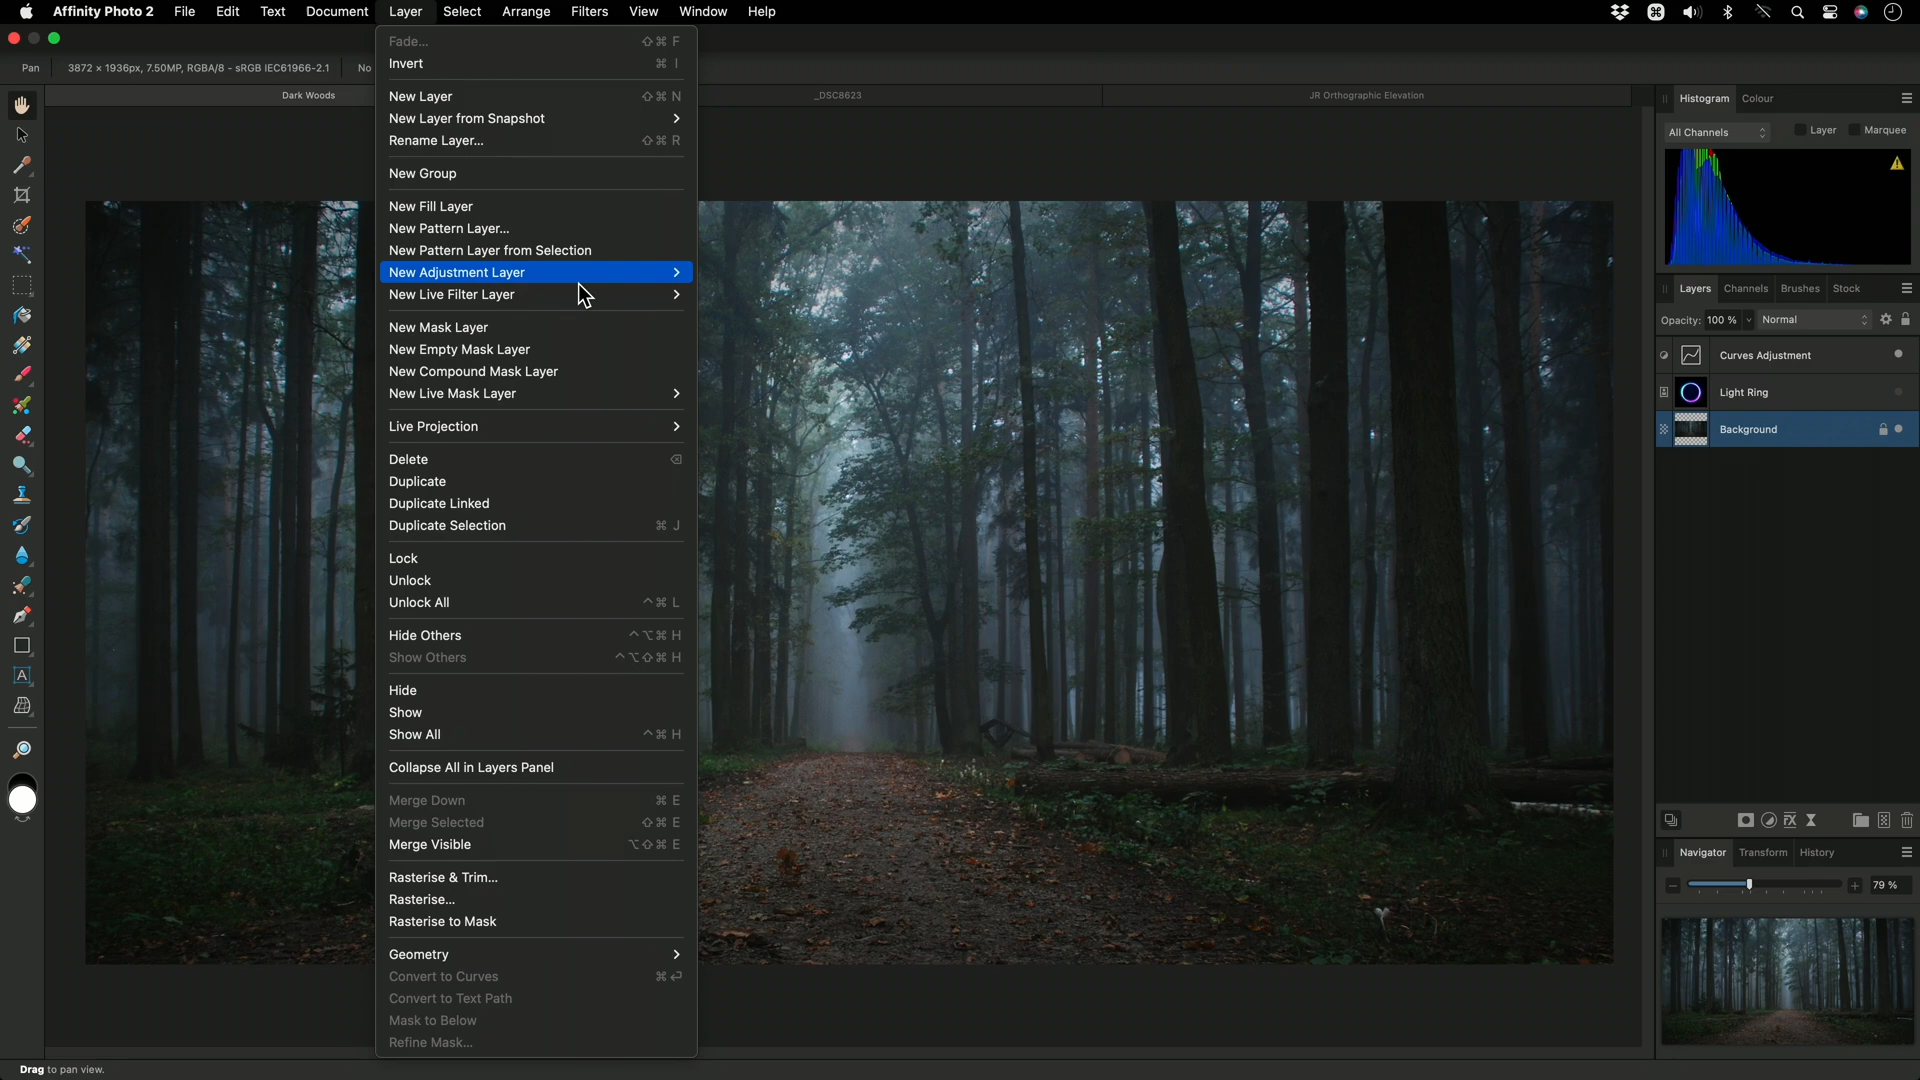 Affinity Photo 2 File Edit Text Document Layer Select Arrange Filters View Window Help
Pan 3872 × 1936px, 7.50MP, RGBA/8 - sRGB IEC61966-2.1 No
Dark Woods _DSC8623 JR Orthographic Elevation
Fade... ⇧⌘ F
Invert ⌘ I
New Layer ⇧⌘ N
New Layer from Snapshot
Rename Layer... ⇧⌘ R
New Group
New Fill Layer
New Pattern Layer...
New Pattern Layer from Selection
New Adjustment Layer
New Live Filter Layer
New Mask Layer
New Empty Mask Layer
New Compound Mask Layer
New Live Mask Layer
Live Projection
Delete ⌫
Duplicate
Duplicate Linked
Duplicate Selection ⌘ J
Lock
Unlock
Unlock All ^⌘ L
Hide Others ^⌥⌘ H
Show Others ^⌥⇧⌘ H
Hide
Show
Show All ^⌘ H
Collapse All in Layers Panel
Merge Down ⌘ E
Merge Selected ⇧⌘ E
Merge Visible ⌥⇧⌘ E
Rasterise & Trim...
Rasterise...
Rasterise to Mask
Geometry
Convert to Curves ⌘↩
Convert to Text Path
Mask to Below
Refine Mask...
Histogram Colour
All Channels Layer Marquee
Layers Channels Brushes Stock
Opacity: 100 % Normal
Curves Adjustment
Light Ring
Background
Navigator Transform History
79 %
Drag to pan view.